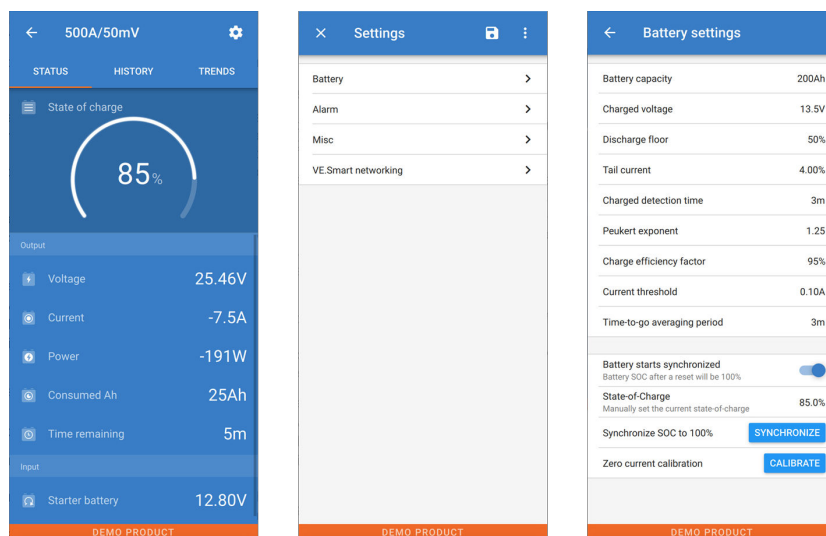 500A/50mV
STATUS HISTORY TRENDS
State of charge
85%
Output
Voltage 25.46V
Current -7.5A
Power -191W
Consumed Ah 25Ah
Time remaining 5m
Input
Starter battery 12.80V
DEMO PRODUCT
Settings
Battery
Alarm
Misc
VE.Smart networking
DEMO PRODUCT
Battery settings
Battery capacity 200Ah
Charged voltage 13.5V
Discharge floor 50%
Tail current 4.00%
Charged detection time 3m
Peukert exponent 1.25
Charge efficiency factor 95%
Current threshold 0.10A
Time-to-go averaging period 3m
Battery starts synchronized
Battery SOC after a reset will be 100%
State-of-Charge 85.0%
Manually set the current state-of-charge
Synchronize SOC to 100% SYNCHRONIZE
Zero current calibration CALIBRATE
DEMO PRODUCT